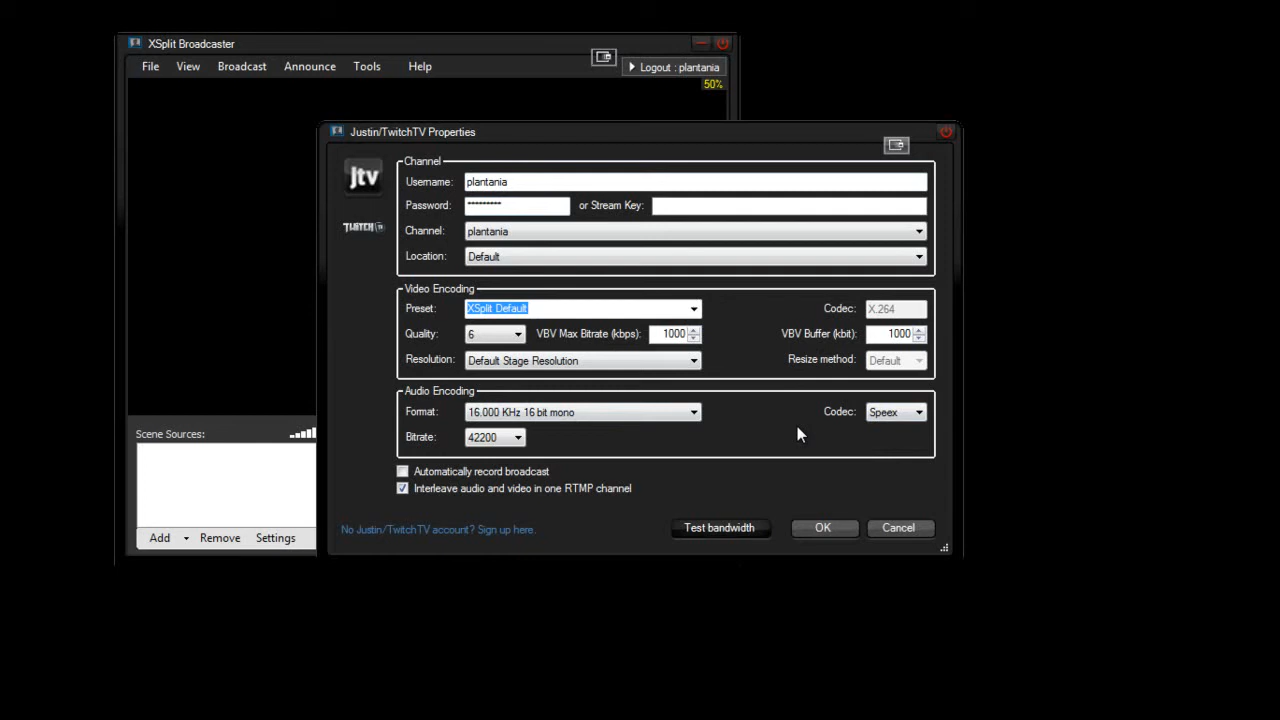 XSplit Broadcaster
File View Broadcast Announce Tools Help
Logout : plantania
50%
Justin/TwitchTV Properties
jtv
TWITCH TV
Channel
Username: plantania
Password: ********* or Stream Key:
Channel: plantania
Location: Default
Video Encoding
Preset: XSplit Default Codec: X.264
Quality: 6 VBV Max Bitrate (kbps): 1000 VBV Buffer (kbit): 1000
Resolution: Default Stage Resolution Resize method: Default
Audio Encoding
Format: 16.000 KHz 16 bit mono Codec: Speex
Bitrate: 42200
Automatically record broadcast
Interleave audio and video in one RTMP channel
No Justin/TwitchTV account? Sign up here.
Test bandwidth OK Cancel
Scene Sources:
Add Remove Settings